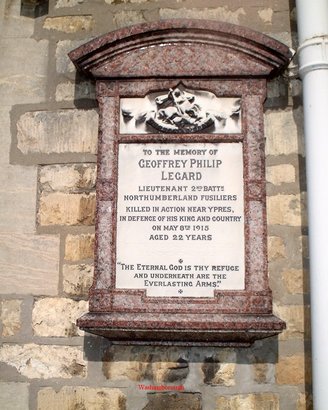 TO THE MEMORY OF
GEOFFREY PHILIP
LEGARD
LIEUTENANT 2ND BATTS
NORTHUMBERLAND FUSILIERS
KILLED IN ACTION NEAR YPRES,
IN DEFENCE OF HIS KING AND COUNTRY
ON MAY 8TH 1915
AGED 22 YEARS
"THE ETERNAL GOD IS THY REFUGE
AND UNDERNEATH ARE THE
EVERLASTING ARMS."
Washamborough